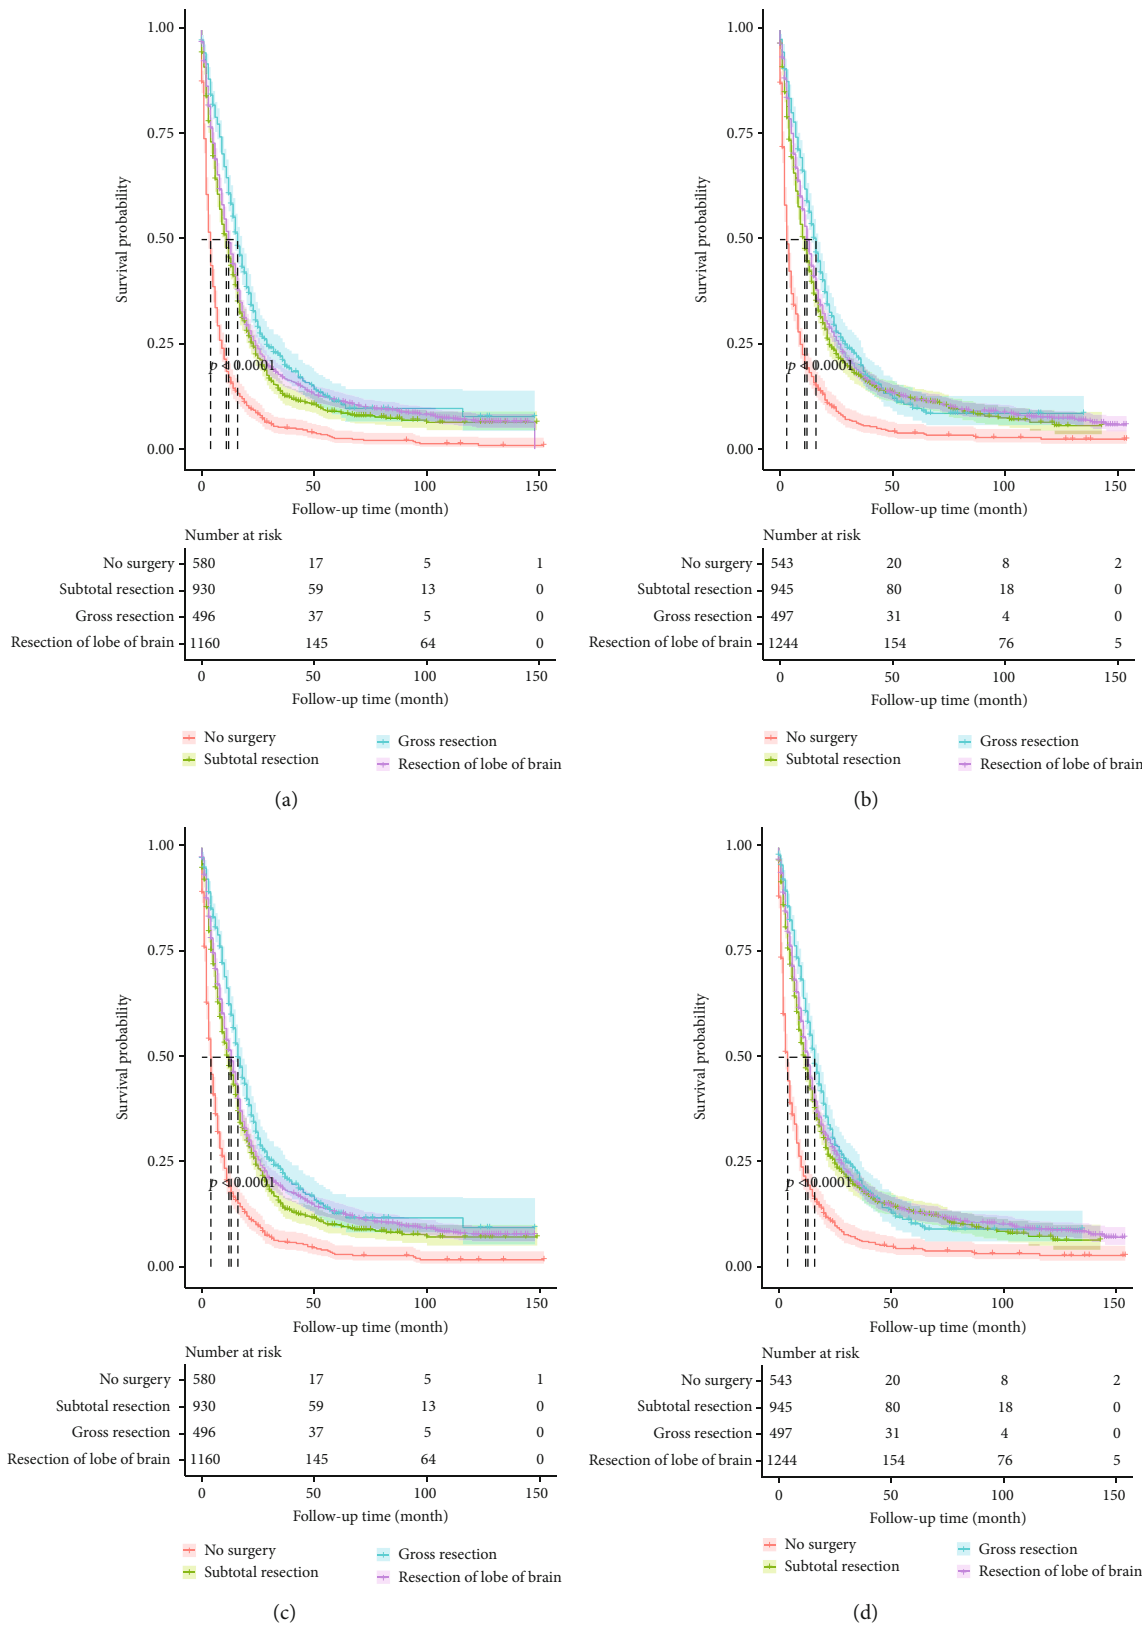 1.00
0.75
0.50
0.25
0.00
Survival probability
p < 0.0001
0 50 100 150
Follow-up time (month)
Number at risk
No surgery 580 17 5 1
Subtotal resection 930 59 13 0
Gross resection 496 37 5 0
Resection of lobe of brain 1160 145 64 0
0 50 100 150
Follow-up time (month)
No surgery
Subtotal resection
Gross resection
Resection of lobe of brain
(a)
1.00
0.75
0.50
0.25
0.00
Survival probability
p < 0.0001
0 50 100 150
Follow-up time (month)
Number at risk
No surgery 543 20 8 2
Subtotal resection 945 80 18 0
Gross resection 497 31 4 0
Resection of lobe of brain 1244 154 76 5
0 50 100 150
Follow-up time (month)
No surgery
Subtotal resection
Gross resection
Resection of lobe of brain
(b)
1.00
0.75
0.50
0.25
0.00
Survival probability
p < 0.0001
0 50 100 150
Follow-up time (month)
Number at risk
No surgery 580 17 5 1
Subtotal resection 930 59 13 0
Gross resection 496 37 5 0
Resection of lobe of brain 1160 145 64 0
0 50 100 150
Follow-up time (month)
No surgery
Subtotal resection
Gross resection
Resection of lobe of brain
(c)
1.00
0.75
0.50
0.25
0.00
Survival probability
p < 0.0001
0 50 100 150
Follow-up time (month)
Number at risk
No surgery 543 20 8 2
Subtotal resection 945 80 18 0
Gross resection 497 31 4 0
Resection of lobe of brain 1244 154 76 5
0 50 100 150
Follow-up time (month)
No surgery
Subtotal resection
Gross resection
Resection of lobe of brain
(d)